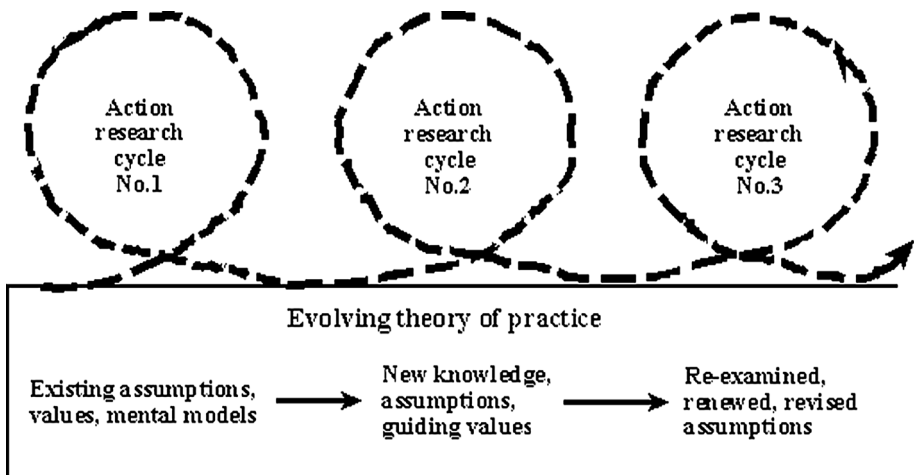 Action
research
cycle
No.1
Action
research
cycle
No.2
Action
research
cycle
No.3
Evolving theory of practice
Existing assumptions,
values, mental models
New knowledge,
assumptions,
guiding values
Re-examined,
renewed, revised
assumptions